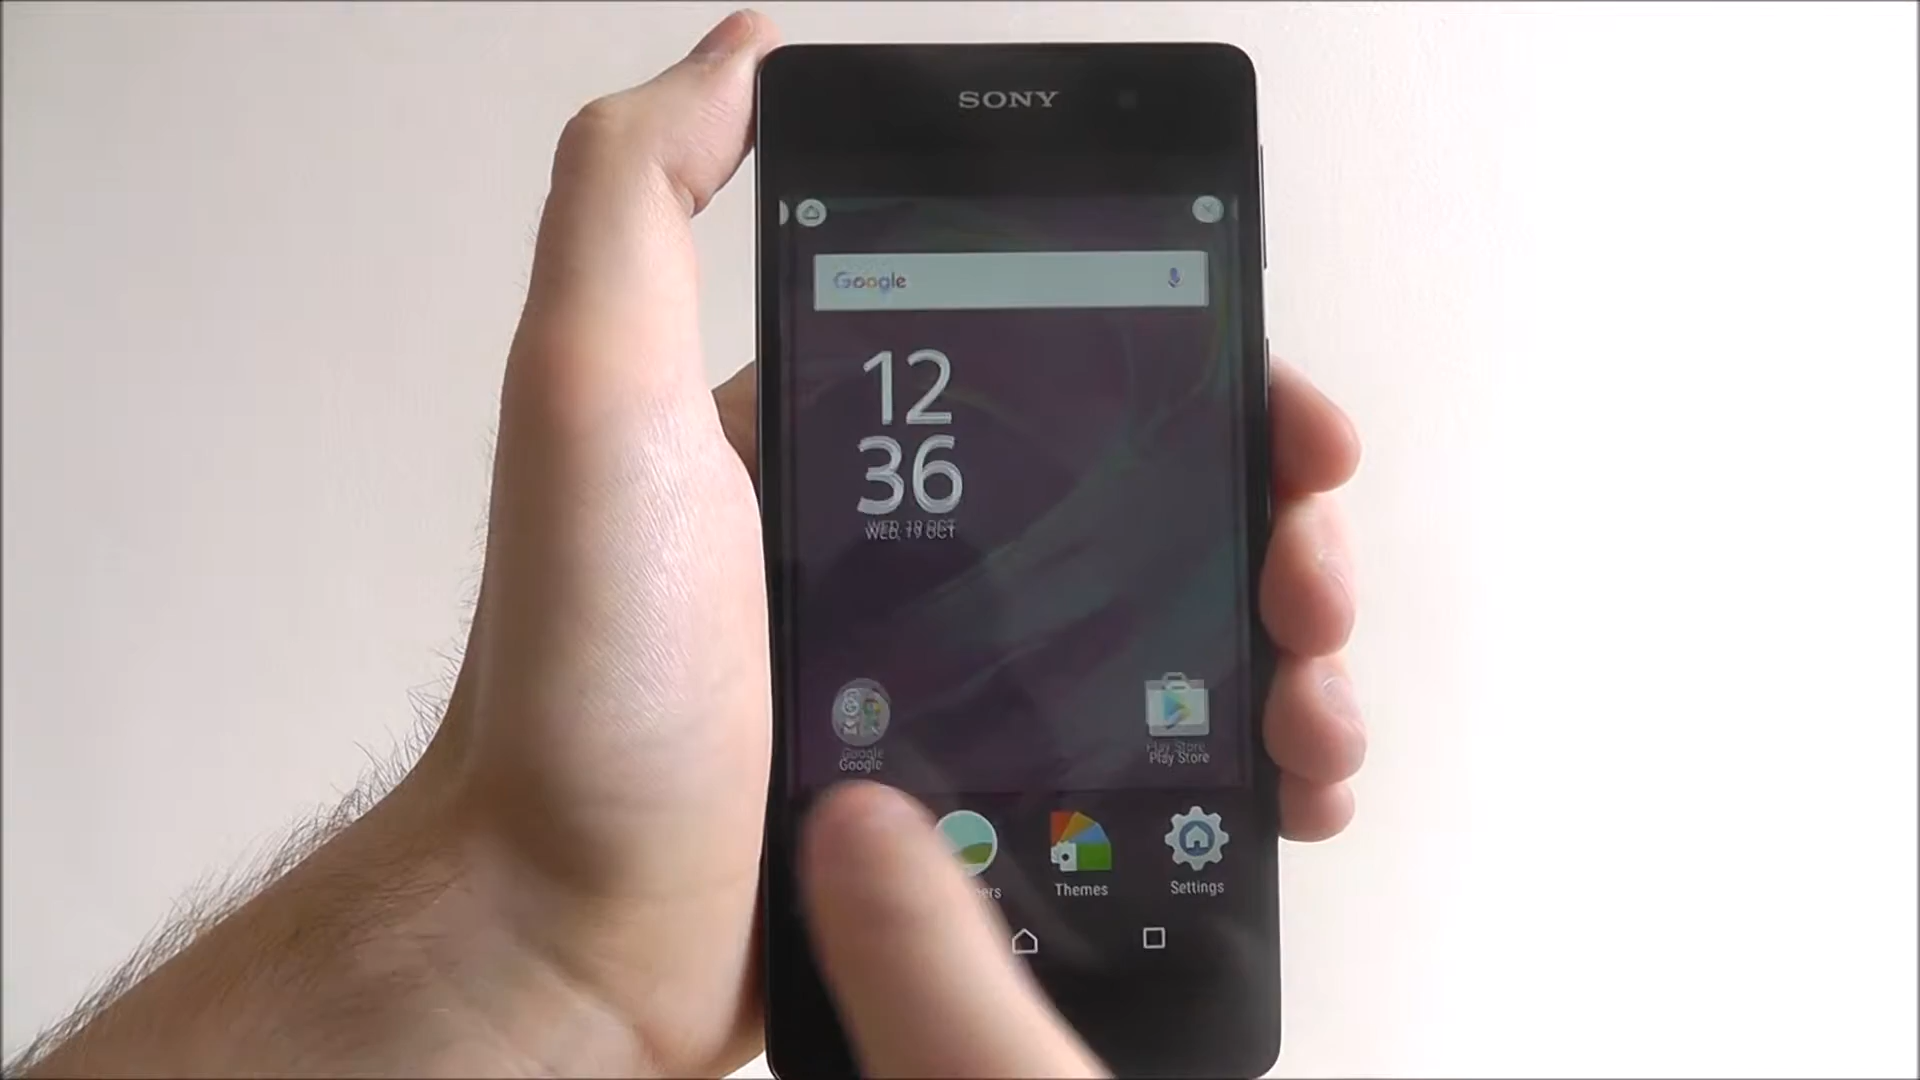 SONY
Google
12
36
WED, 19 OCT
Google
Play Store
Themes
Settings